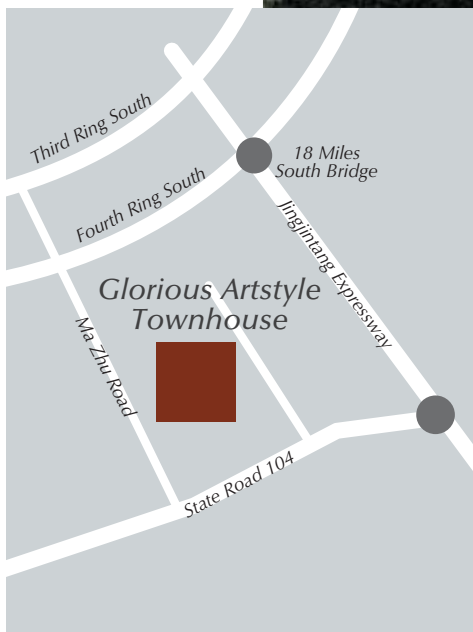 Third Ring South
Fourth Ring South
18 Miles
South Bridge
Jingjintang Expressway
Glorious Artstyle
Townhouse
Ma Zhu Road
State Road 104